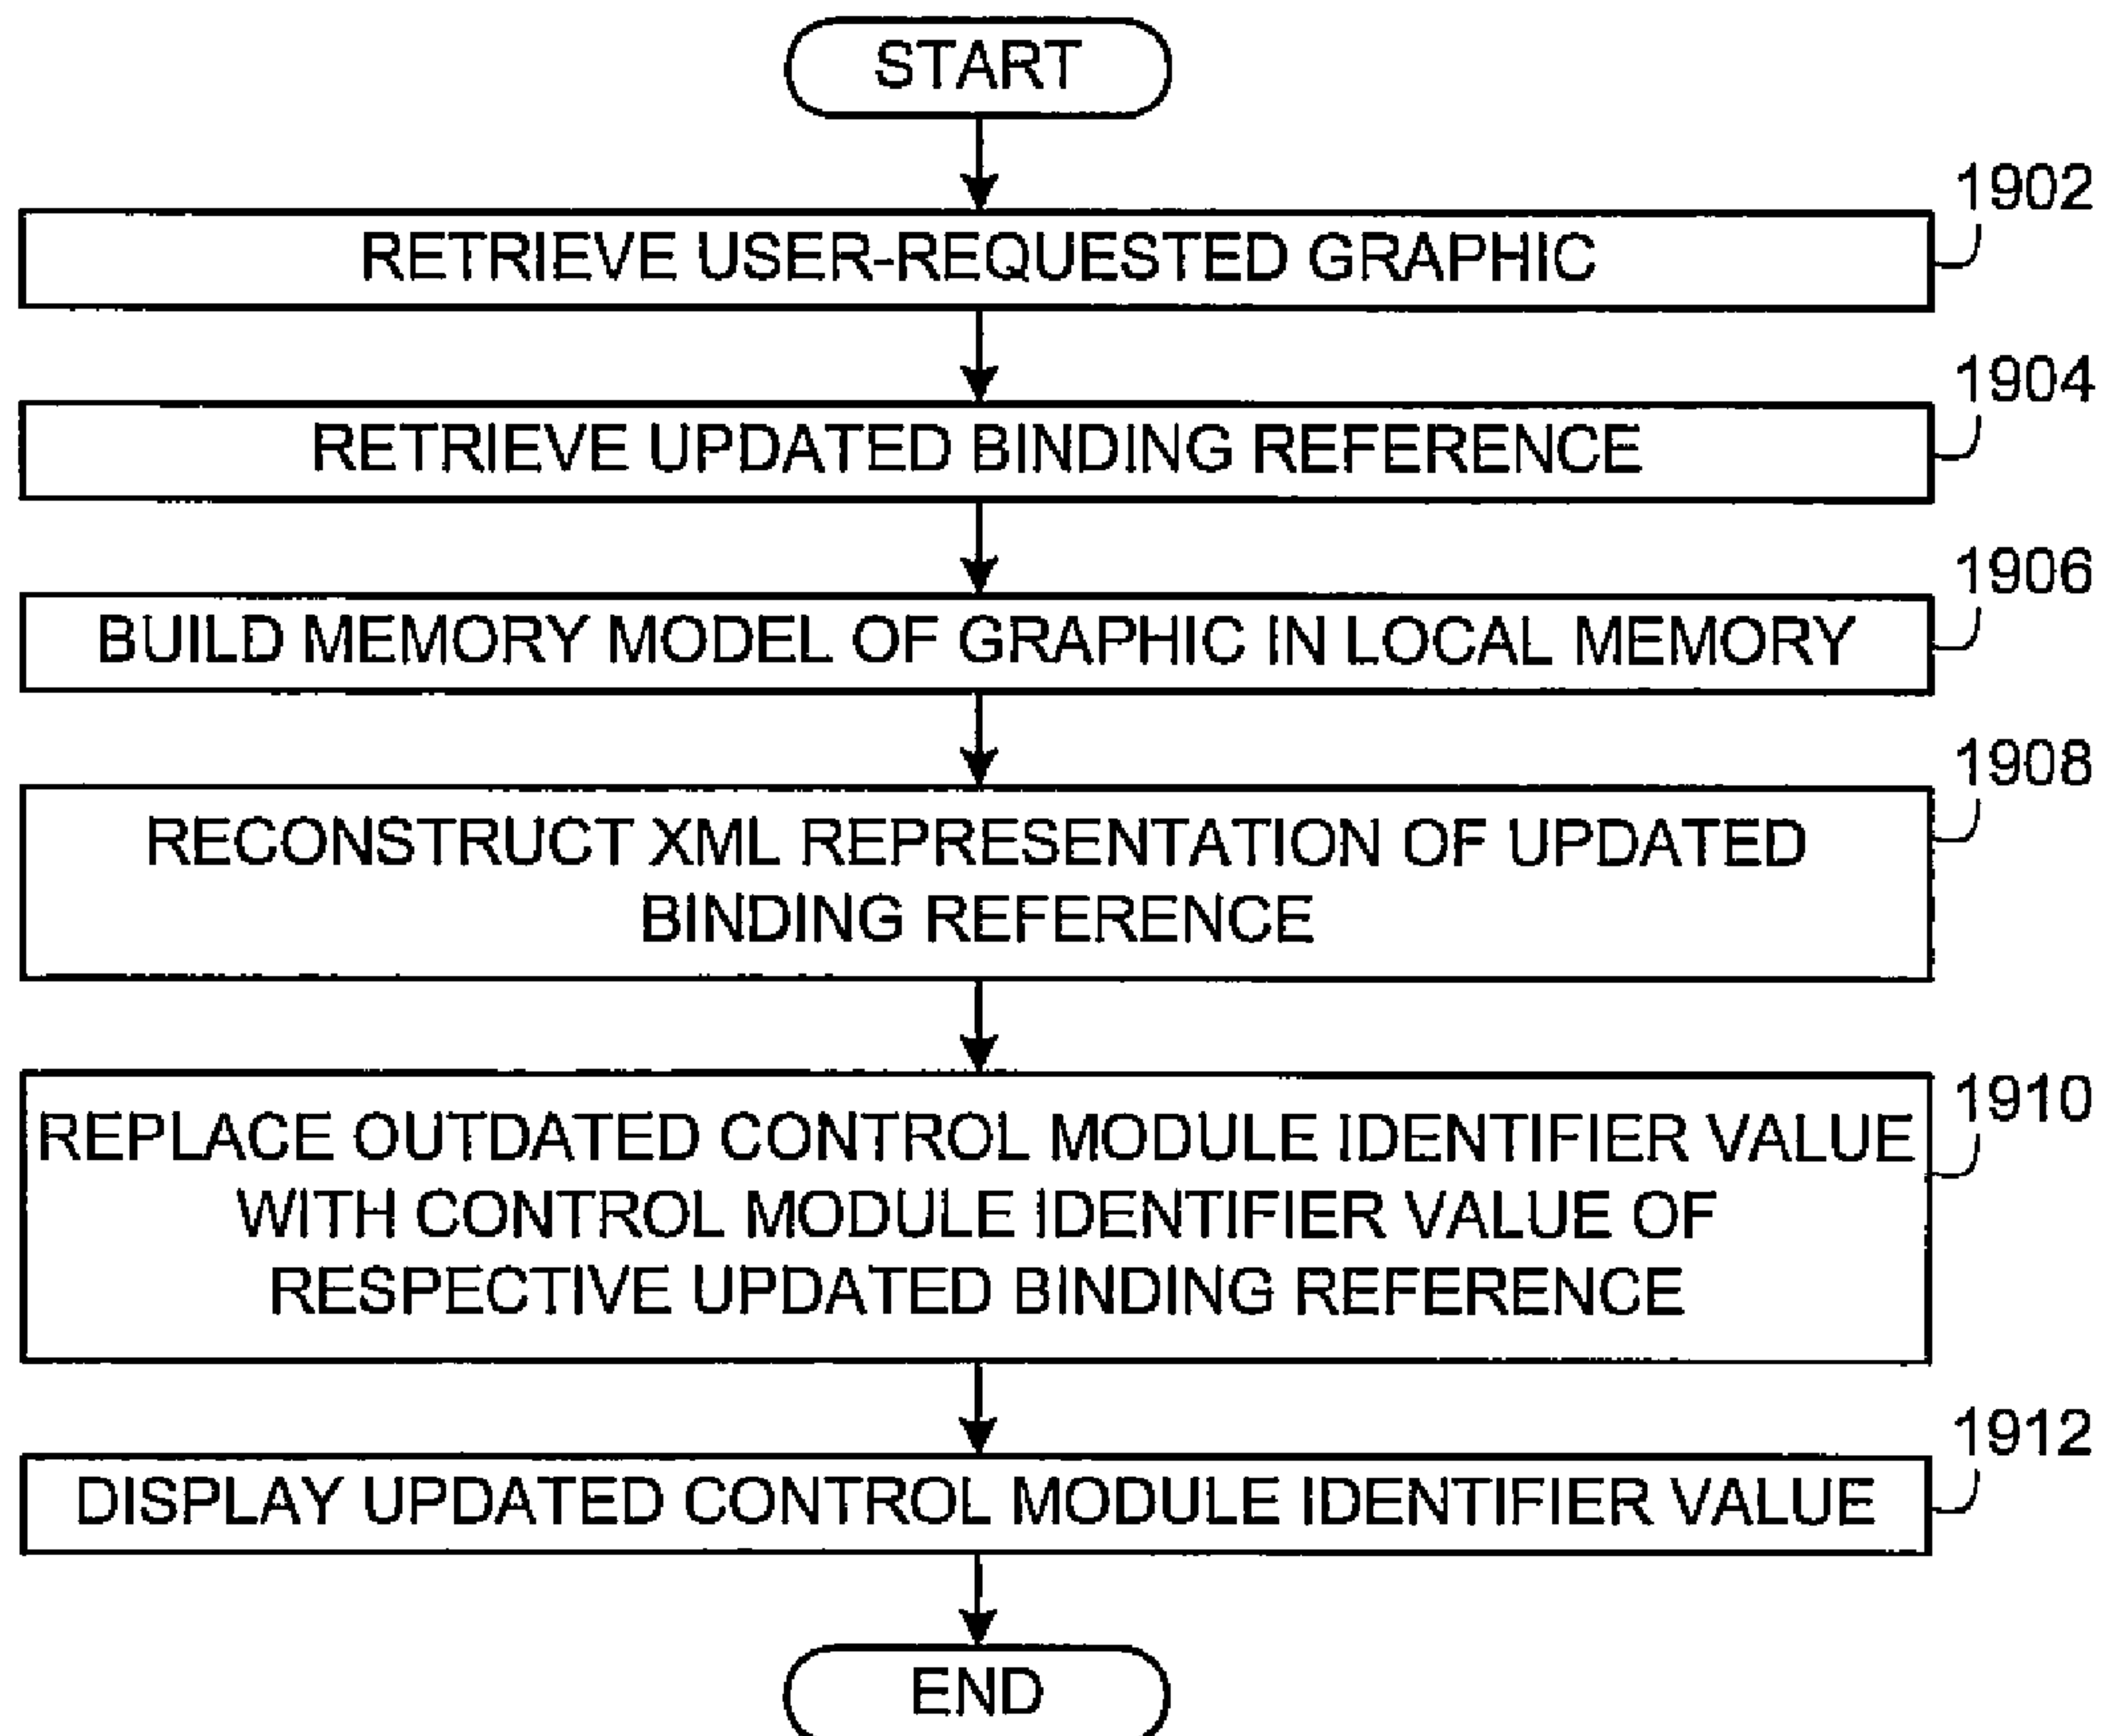 START
1902
RETRIEVE USER-REQUESTED GRAPHIC
1904
RETRIEVE UPDATED BINDING REFERENCE
1906
BUILD MEMORY MODEL OF GRAPHIC IN LOCAL MEMORY
1908
RECONSTRUCT XML REPRESENTATION OF UPDATED
BINDING REFERENCE
1910
REPLACE OUTDATED CONTROL MODULE IDENTIFIER VALUE
WITH CONTROL MODULE IDENTIFIER VALUE OF
RESPECTIVE UPDATED BINDING REFERENCE
1912
DISPLAY UPDATED CONTROL MODULE IDENTIFIER VALUE
END